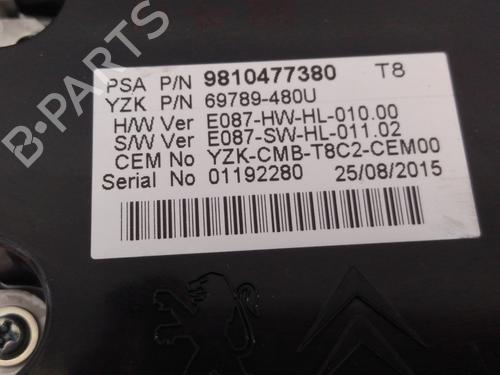 B-PARTS
PSA P/N 9810477380 T8
YZK P/N 69789-480U
H/W Ver E087-HW-HL-010.00
S/W Ver E087-SW-HL-011.02
CEM No YZK-CMB-T8C2-CEM00
Serial No 01192280 25/08/2015